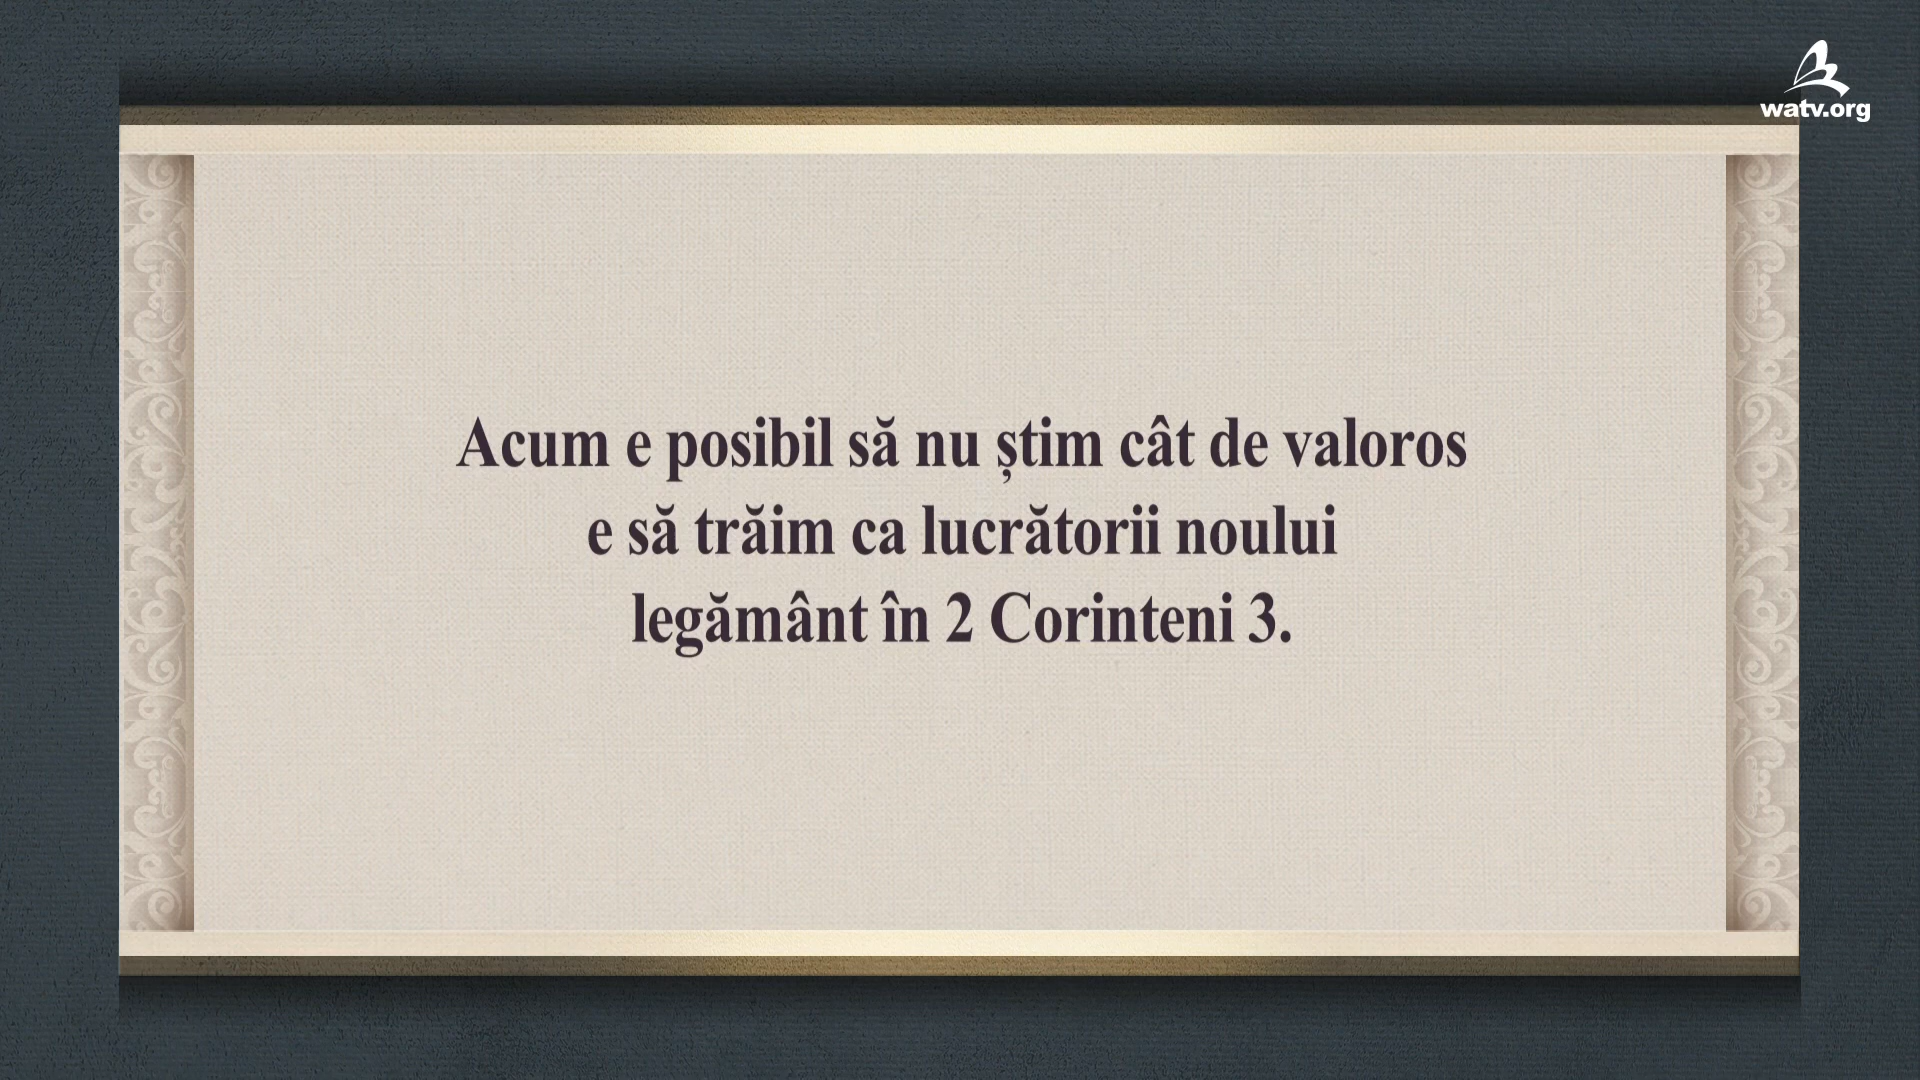 watv.org
Acum e posibil să nu știm cât de valoros
e să trăim ca lucrătorii noului
legământ în 2 Corinteni 3.